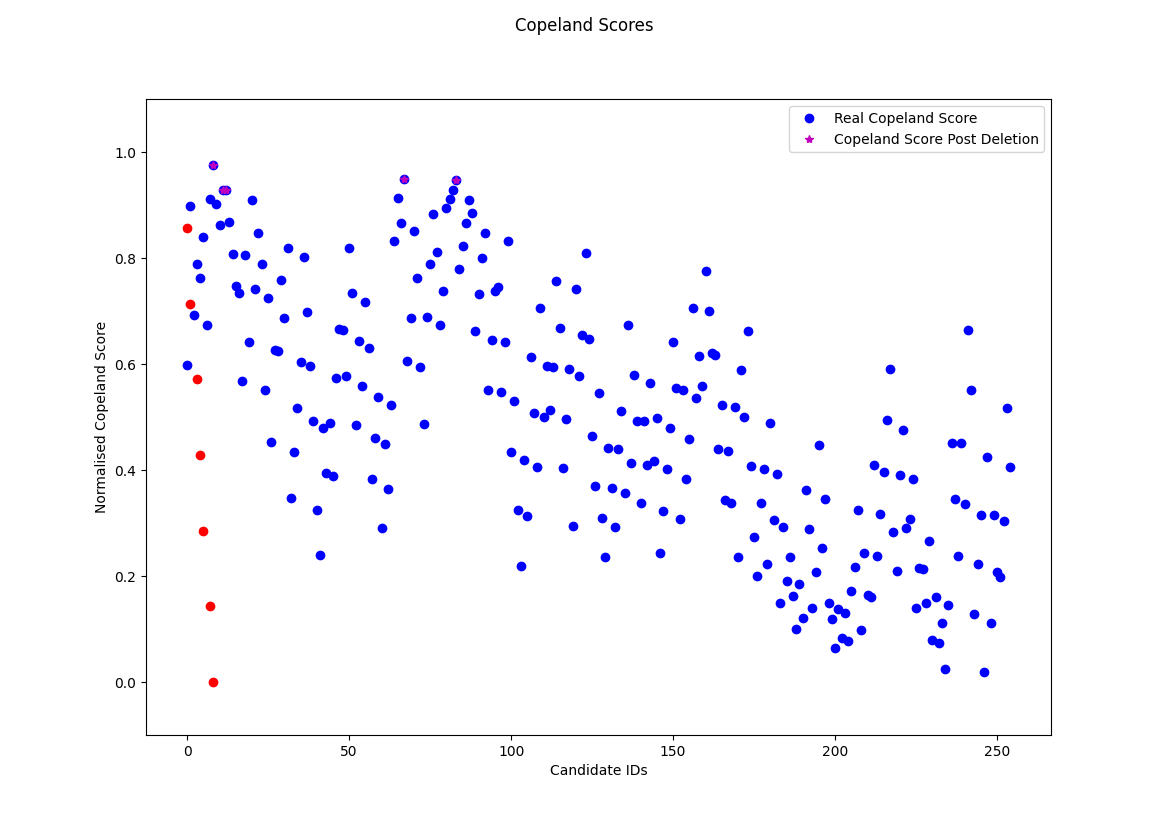 Copeland Scores
Real Copeland Score
Copeland Score Post Deletion
1.0
0.8
0.6
0.4
0.2
0.0
Normalised Copeland Score
0 50 100 150 200 250
Candidate IDs